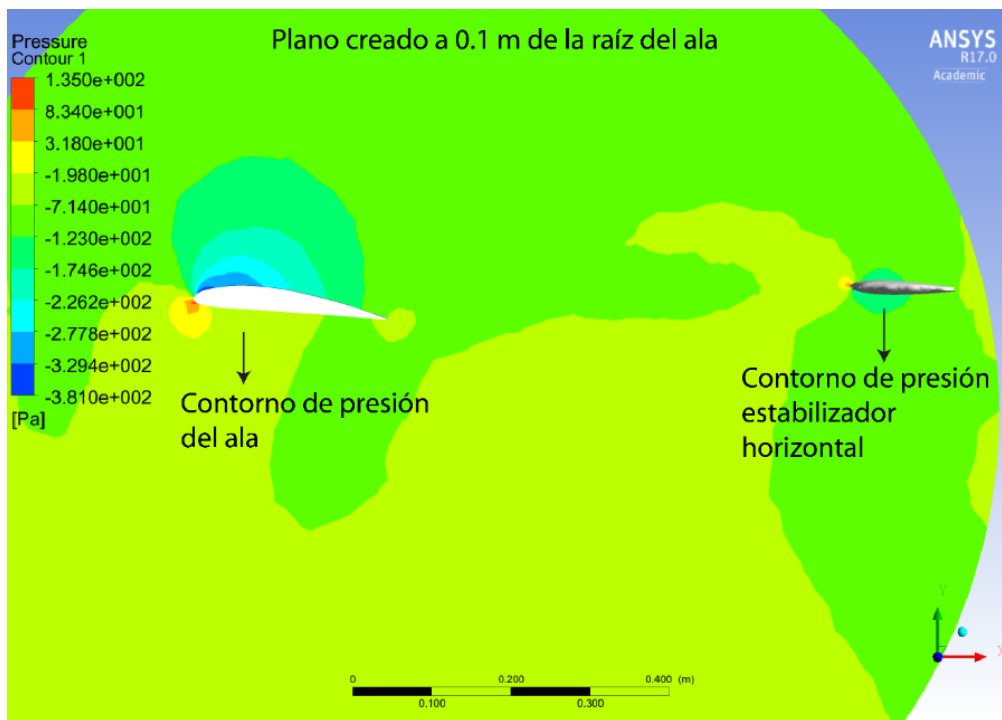 Plano creado a 0.1 m de la raíz del ala
Pressure
Contour 1
1.350e+002
8.340e+001
3.180e+001
-1.980e+001
-7.140e+001
-1.230e+002
-1.746e+002
-2.262e+002
-2.778e+002
-3.294e+002
-3.810e+002
[Pa]
ANSYS
R17.0
Academic
Contorno de presión
del ala
Contorno de presión
estabilizador
horizontal
Y
Z
X
0 0.200 0.400 (m)
0.100 0.300